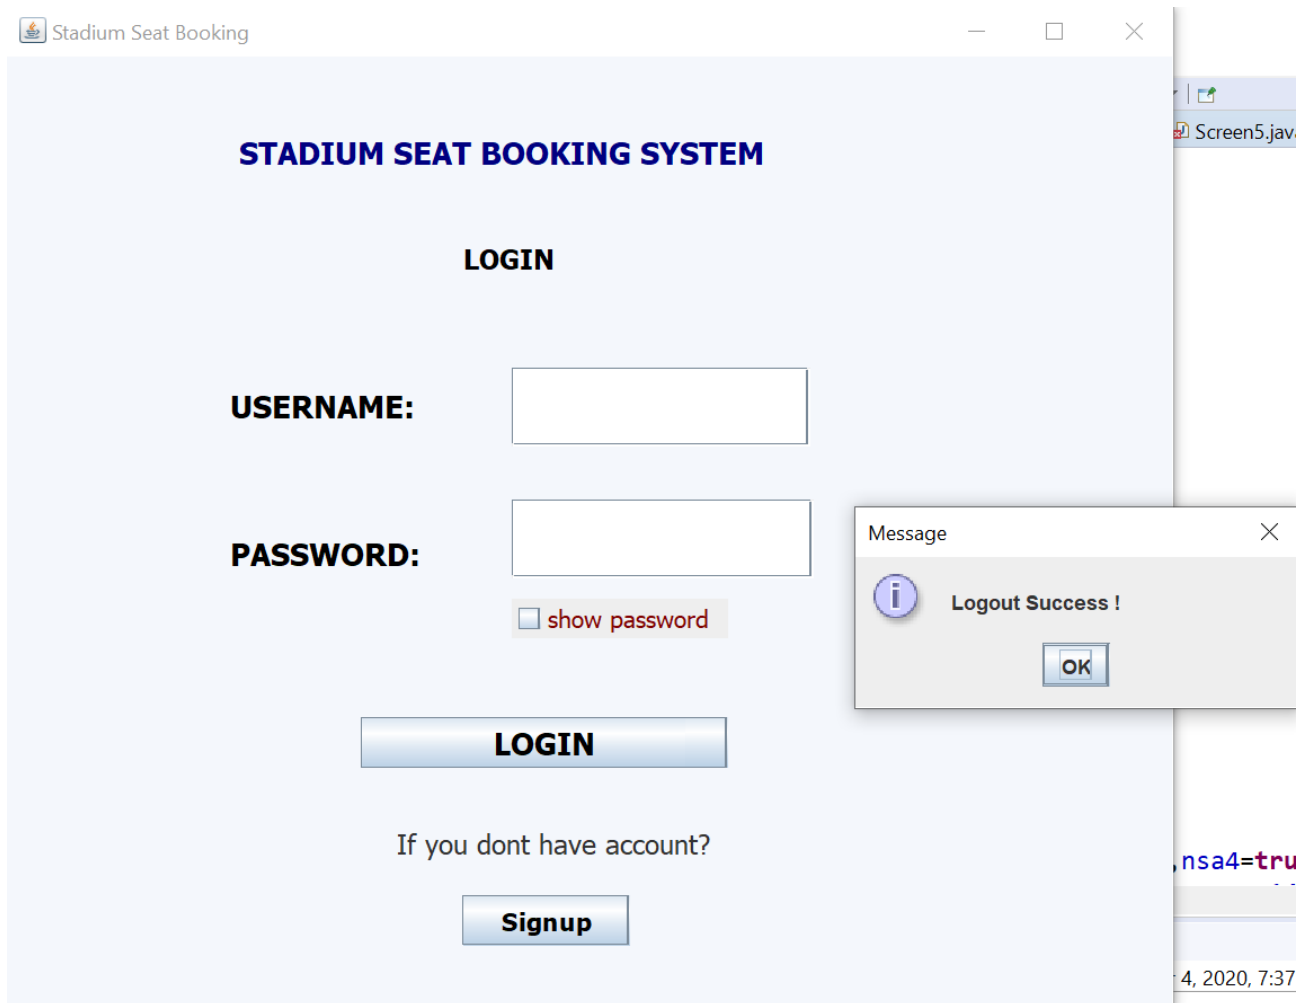 Stadium Seat Booking
Screen5.java
STADIUM SEAT BOOKING SYSTEM
LOGIN
USERNAME:
PASSWORD:
show password
Message
Logout Success !
OK
LOGIN
If you dont have account?
,nsa4=tru
Signup
4, 2020, 7:37